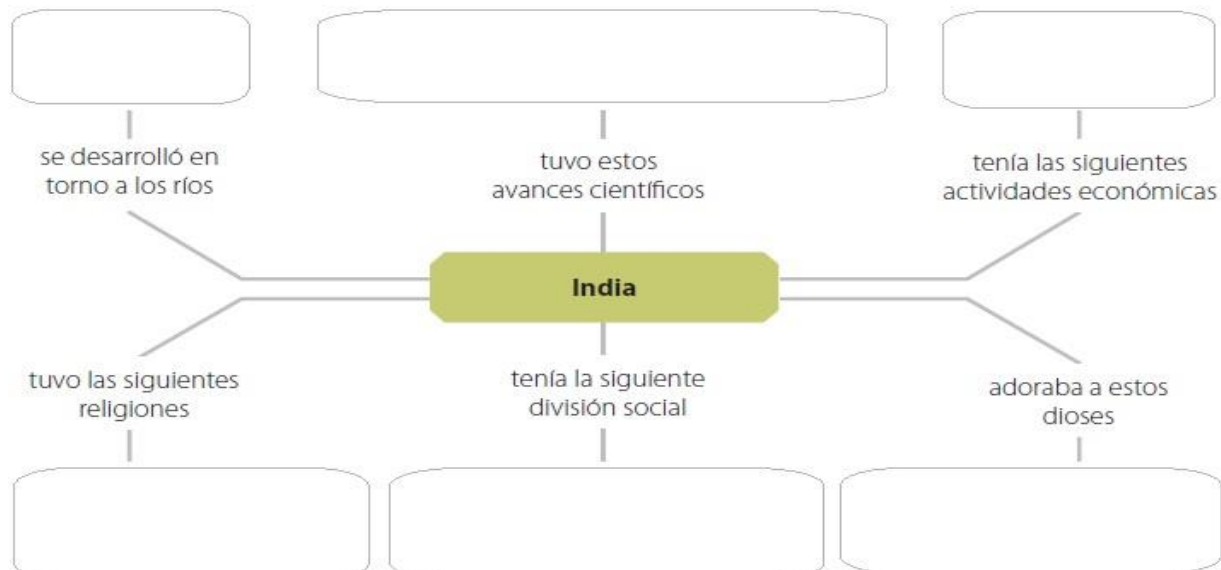 se desarrolló en
torno a los ríos
tuvo estos
avances científicos
tenía las siguientes
actividades económicas
India
tuvo las siguientes
religiones
tenía la siguiente
división social
adoraba a estos
dioses